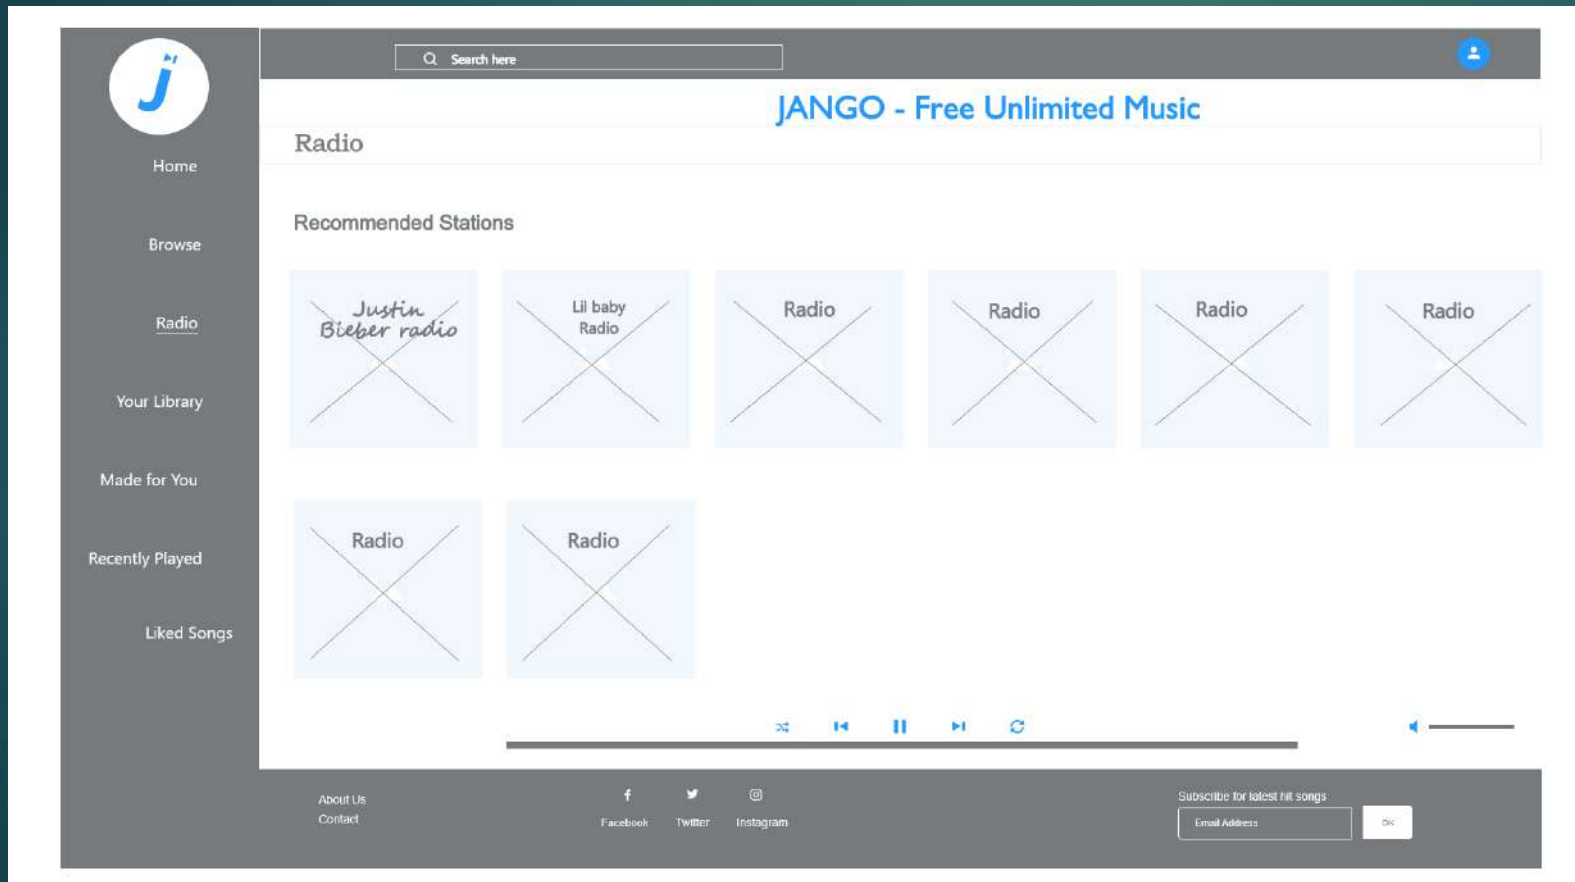 j
Search here
JANGO - Free Unlimited Music
Radio
Home
Browse
Radio
Your Library
Made for You
Recently Played
Liked Songs
Recommended Stations
Justin
Bieber radio
Lil baby
Radio
Radio
Radio
Radio
Radio
Radio
Radio
About Us
Contact
Facebook
Twitter
Instagram
Subscribe for latest hit songs
Email Address
OK